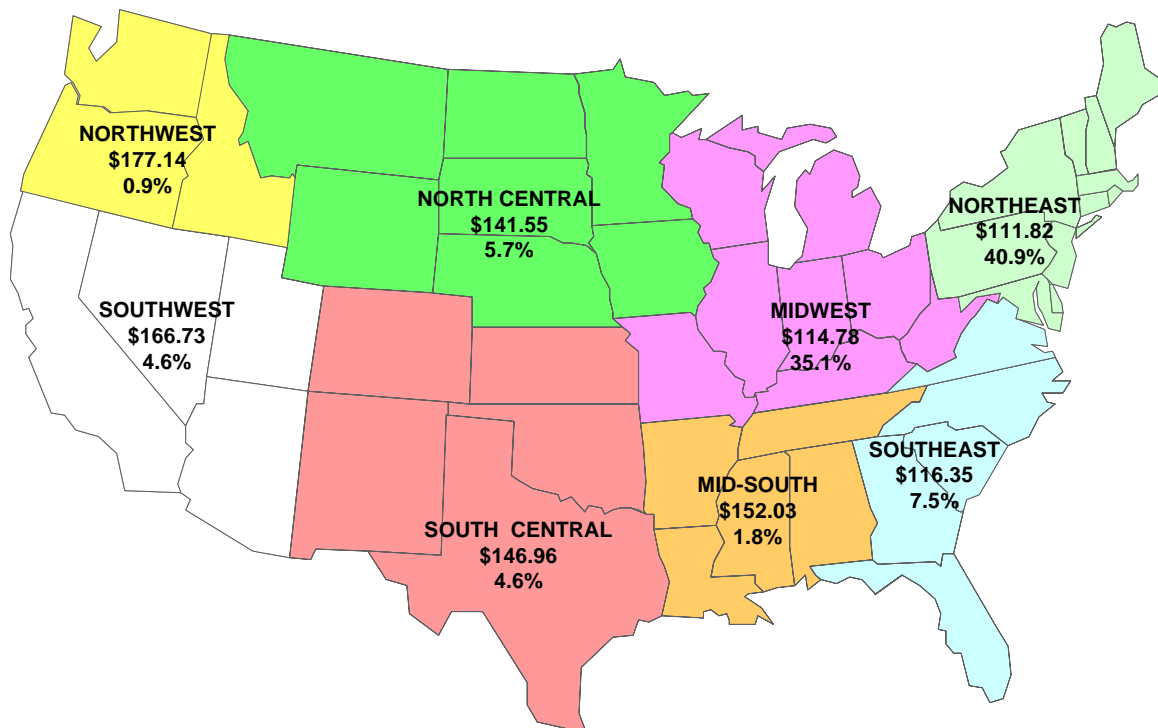 NORTHWEST
$177.14
0.9%
NORTH CENTRAL
$141.55
5.7%
NORTHEAST
$111.82
40.9%
SOUTHWEST
$166.73
4.6%
MIDWEST
$114.78
35.1%
SOUTHEAST
$116.35
7.5%
MID-SOUTH
$152.03
1.8%
SOUTH CENTRAL
$146.96
4.6%